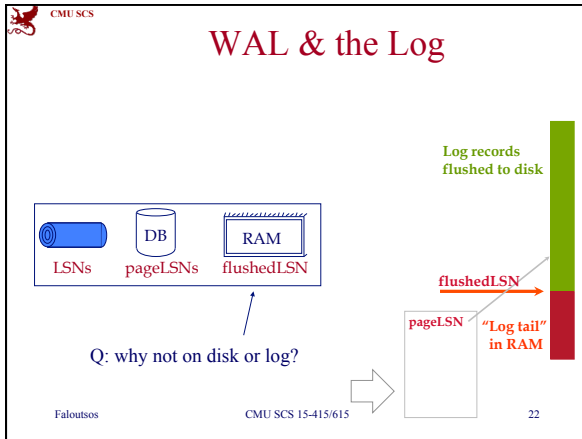 CMU SCS
WAL & the Log
Log records
flushed to disk
DB
RAM
LSNs
pageLSNs
flushedLSN
flushedLSN
pageLSN
“Log tail”
in RAM
Q: why not on disk or log?
Faloutsos
CMU SCS 15-415/615
22